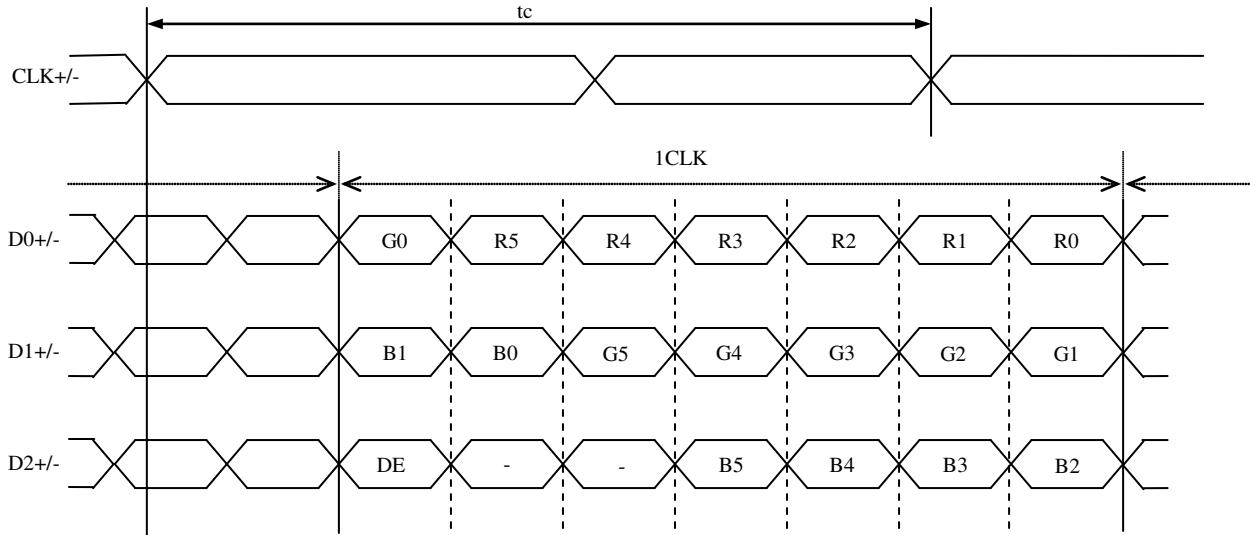 tc
CLK+/-
1CLK
D0+/- G0 R5 R4 R3 R2 R1 R0
D1+/- B1 B0 G5 G4 G3 G2 G1
D2+/- DE - - B5 B4 B3 B2